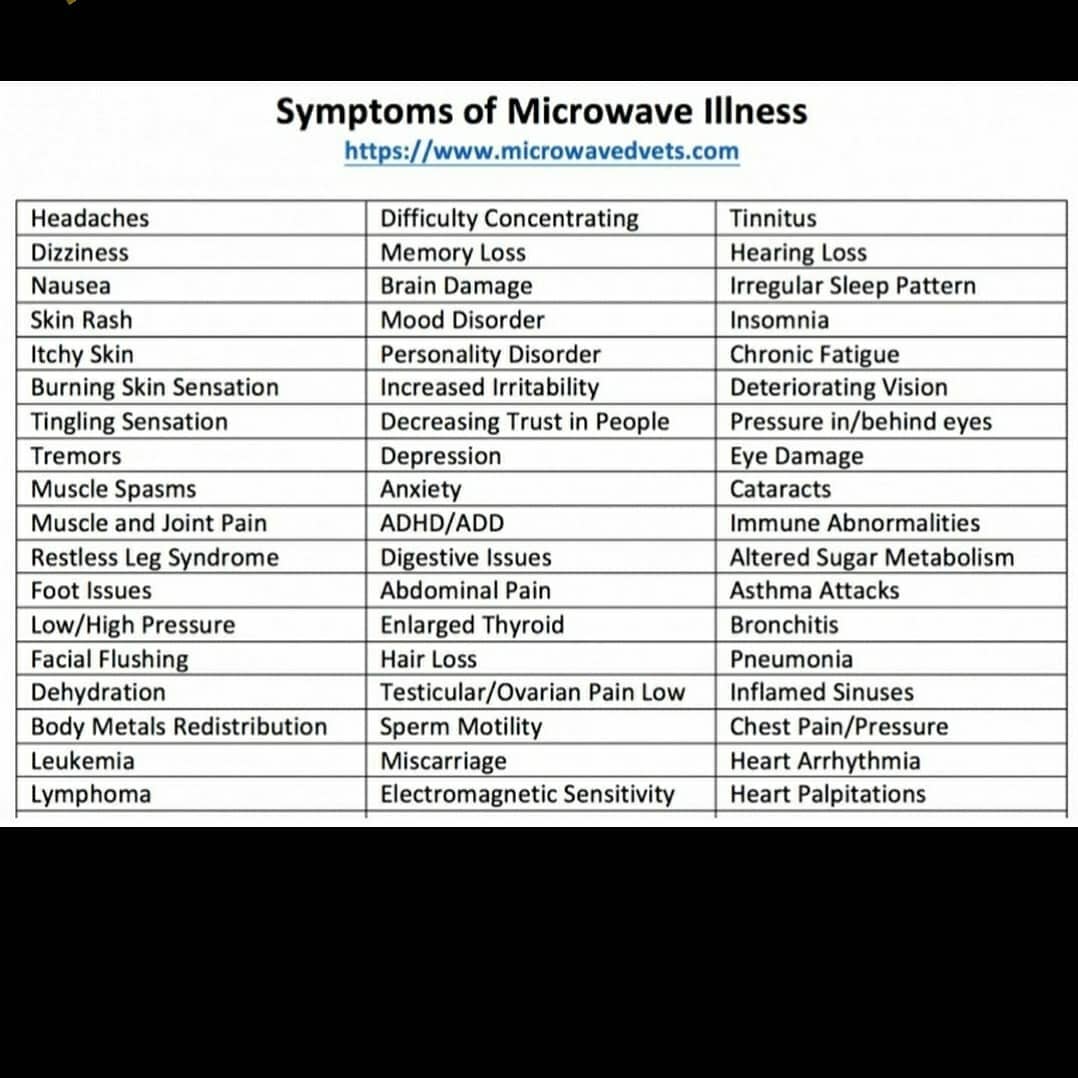 Symptoms of Microwave Illness
https://www.microwavedvets.com
Headaches Difficulty Concentrating Tinnitus
Dizziness Memory Loss Hearing Loss
Nausea Brain Damage Irregular Sleep Pattern
Skin Rash Mood Disorder Insomnia
Itchy Skin Personality Disorder Chronic Fatigue
Burning Skin Sensation Increased Irritability Deteriorating Vision
Tingling Sensation Decreasing Trust in People Pressure in/behind eyes
Tremors Depression Eye Damage
Muscle Spasms Anxiety Cataracts
Muscle and Joint Pain ADHD/ADD Immune Abnormalities
Restless Leg Syndrome Digestive Issues Altered Sugar Metabolism
Foot Issues Abdominal Pain Asthma Attacks
Low/High Pressure Enlarged Thyroid Bronchitis
Facial Flushing Hair Loss Pneumonia
Dehydration Testicular/Ovarian Pain Low Inflamed Sinuses
Body Metals Redistribution Sperm Motility Chest Pain/Pressure
Leukemia Miscarriage Heart Arrhythmia
Lymphoma Electromagnetic Sensitivity Heart Palpitations